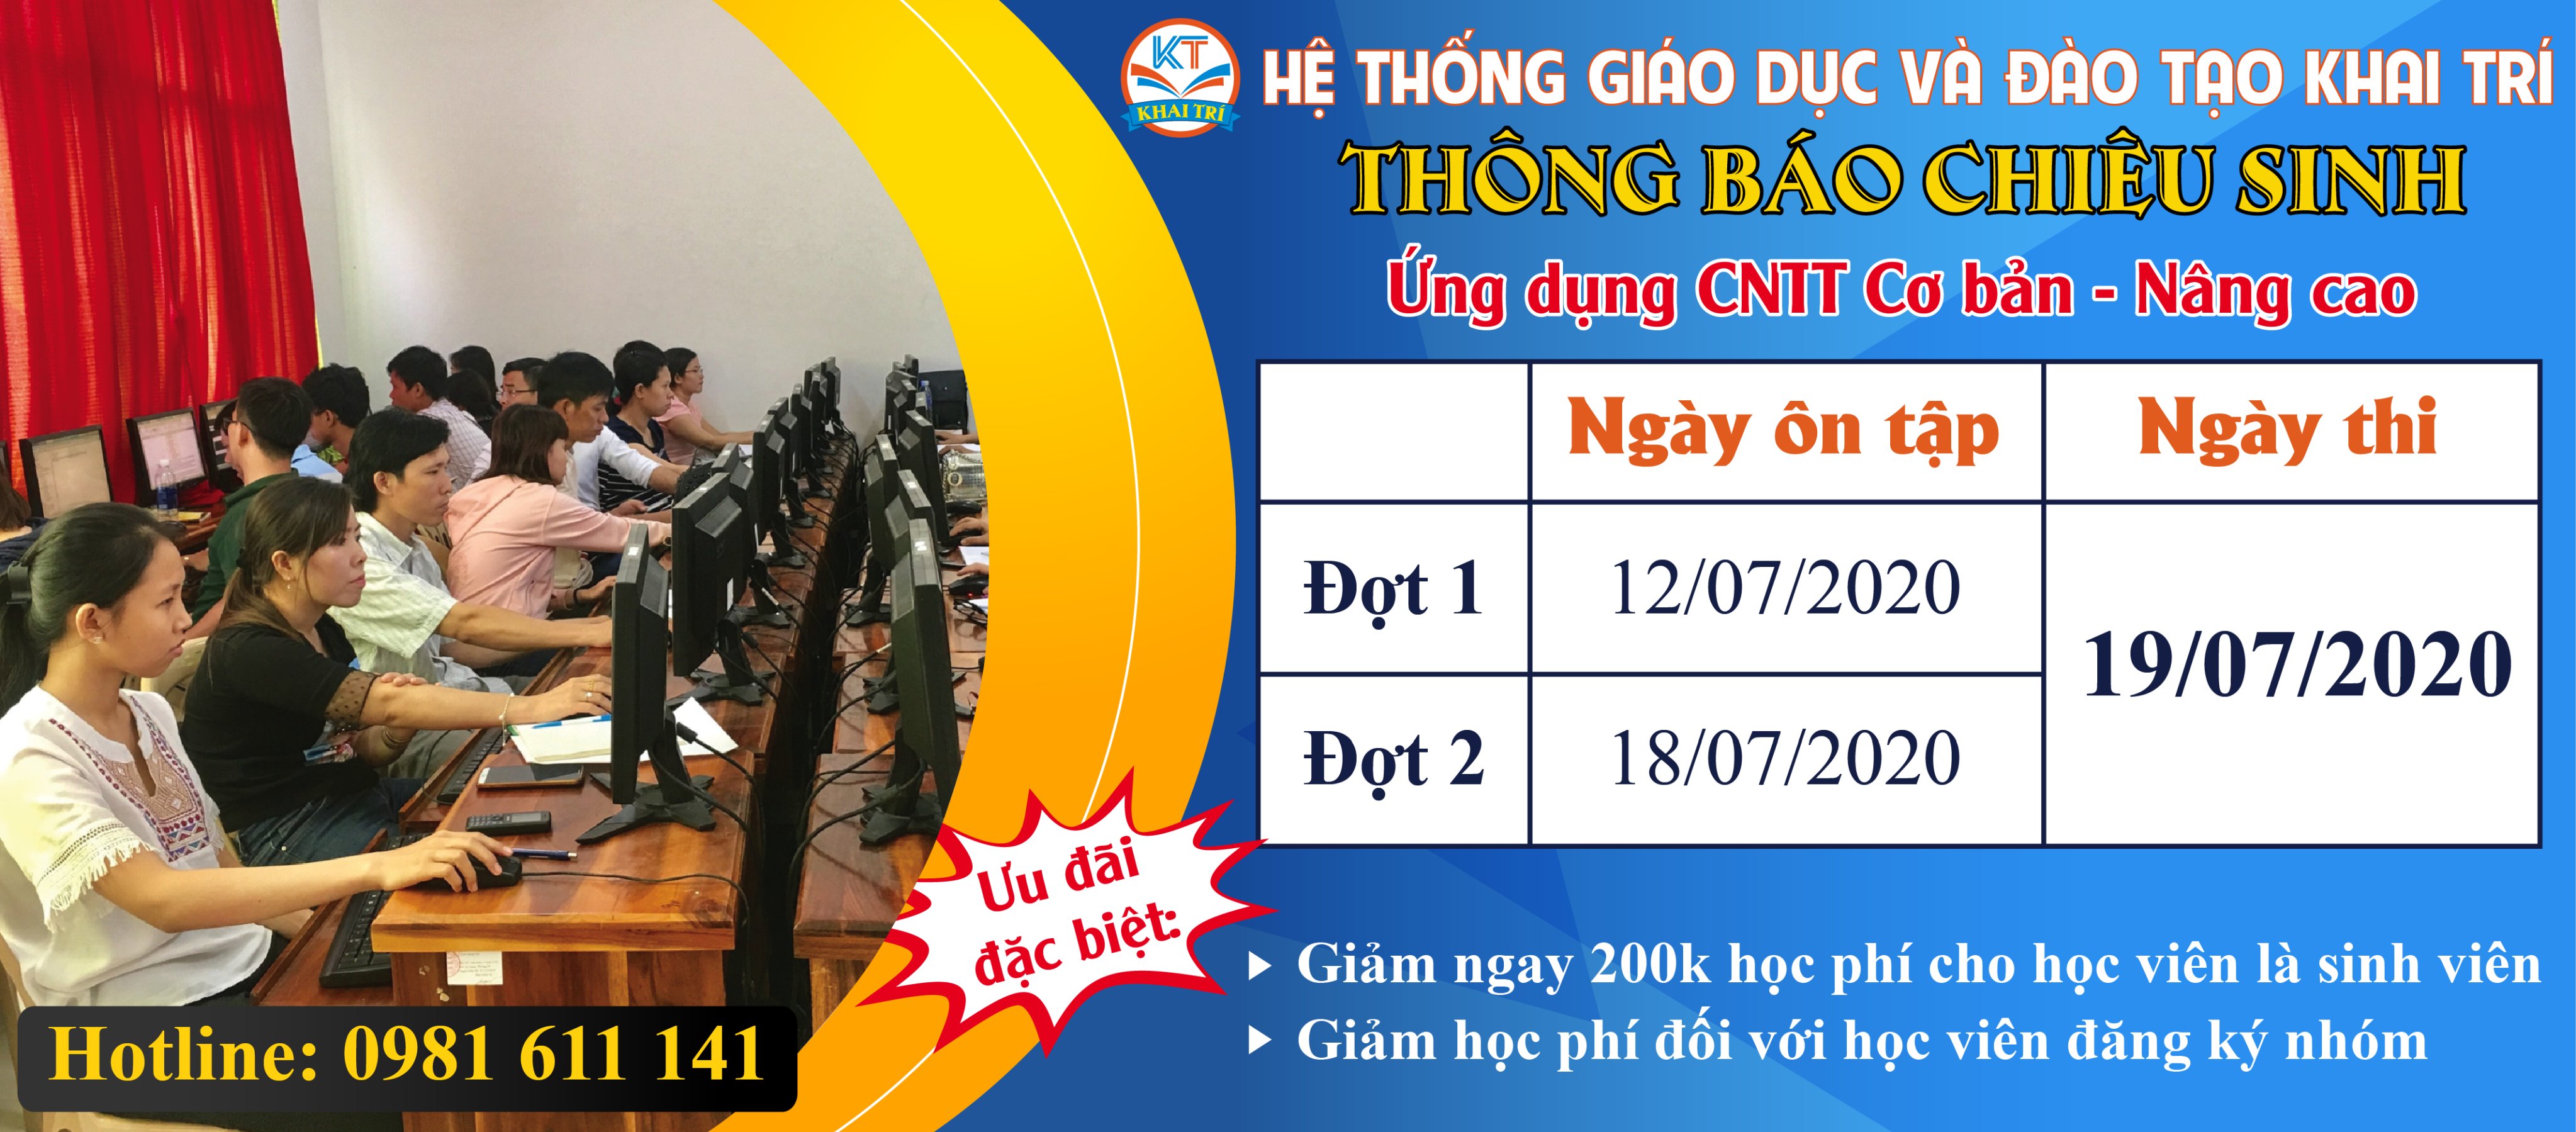 KT
KHAI TRÍ
HỆ THỐNG GIÁO DỤC VÀ ĐÀO TẠO KHAI TRÍ
THÔNG BÁO CHIÊU SINH
Ứng dụng CNTT Cơ bản - Nâng cao
Ngày ôn tập Ngày thi
Đợt 1 12/07/2020
19/07/2020
Đợt 2 18/07/2020
Ưu đãi
đặc biệt:
Giảm ngay 200k học phí cho học viên là sinh viên
Giảm học phí đối với học viên đăng ký nhóm
Hotline: 0981 611 141